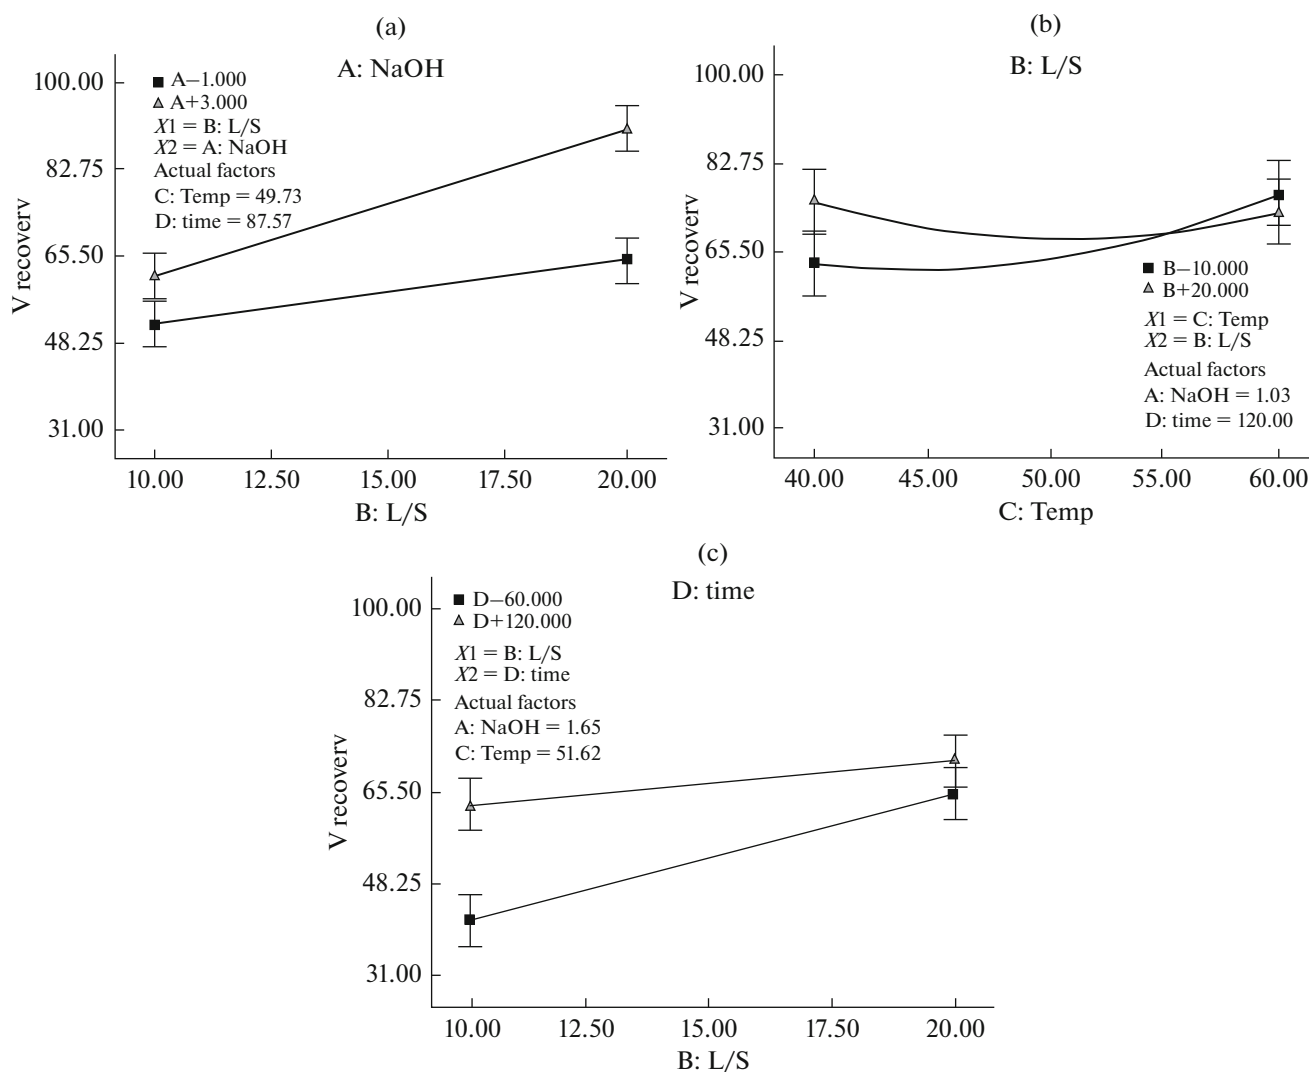 (a)
A: NaOH
A−1.000
A+3.000
X1 = B: L/S
X2 = A: NaOH
Actual factors
C: Temp = 49.73
D: time = 87.57
100.00
82.75
65.50
48.25
31.00
V recoverv
10.00 12.50 15.00 17.50 20.00
B: L/S
(b)
B: L/S
100.00
82.75
65.50
48.25
31.00
V recoverv
B−10.000
B+20.000
X1 = C: Temp
X2 = B: L/S
Actual factors
A: NaOH = 1.03
D: time = 120.00
40.00 45.00 50.00 55.00 60.00
C: Temp
(c)
D: time
D−60.000
D+120.000
X1 = B: L/S
X2 = D: time
Actual factors
A: NaOH = 1.65
C: Temp = 51.62
100.00
82.75
65.50
48.25
31.00
V recoverv
10.00 12.50 15.00 17.50 20.00
B: L/S